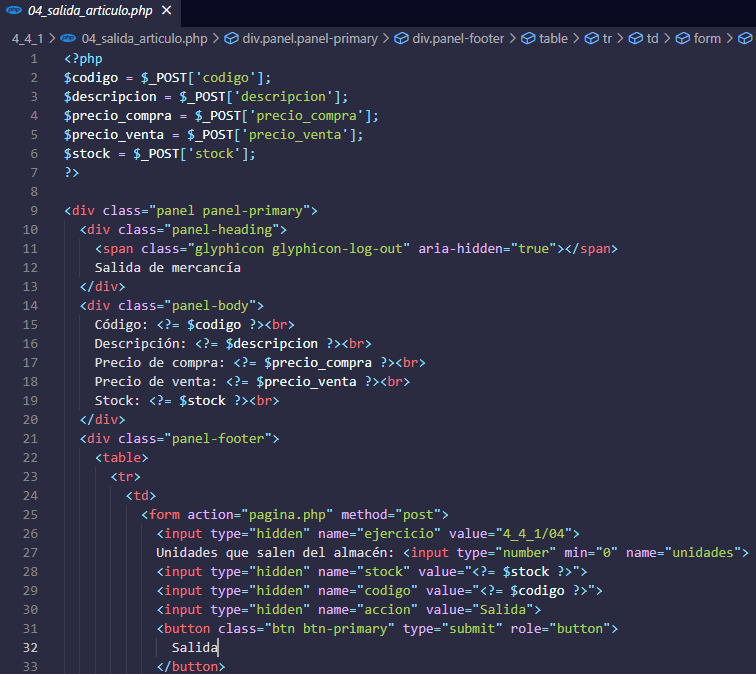 04_salida_articulo.php ×
4_4_1 > 04_salida_articulo.php > div.panel.panel-primary > div.panel-footer > table > tr > td > form >
1 <?php
2 $codigo = $_POST['codigo'];
3 $descripcion = $_POST['descripcion'];
4 $precio_compra = $_POST['precio_compra'];
5 $precio_venta = $_POST['precio_venta'];
6 $stock = $_POST['stock'];
7 ?>
8
9 <div class="panel panel-primary">
10 <div class="panel-heading">
11 <span class="glyphicon glyphicon-log-out" aria-hidden="true"></span>
12 Salida de mercancía
13 </div>
14 <div class="panel-body">
15 Código: <?= $codigo ?><br>
16 Descripción: <?= $descripcion ?><br>
17 Precio de compra: <?= $precio_compra ?><br>
18 Precio de venta: <?= $precio_venta ?><br>
19 Stock: <?= $stock ?><br>
20 </div>
21 <div class="panel-footer">
22 <table>
23 <tr>
24 <td>
25 <form action="pagina.php" method="post">
26 <input type="hidden" name="ejercicio" value="4_4_1/04">
27 Unidades que salen del almacén: <input type="number" min="0" name="unidades">
28 <input type="hidden" name="stock" value="<?= $stock ?>">
29 <input type="hidden" name="codigo" value="<?= $codigo ?>">
30 <input type="hidden" name="accion" value="Salida">
31 <button class="btn btn-primary" type="submit" role="button">
32 Salida
33 </button>